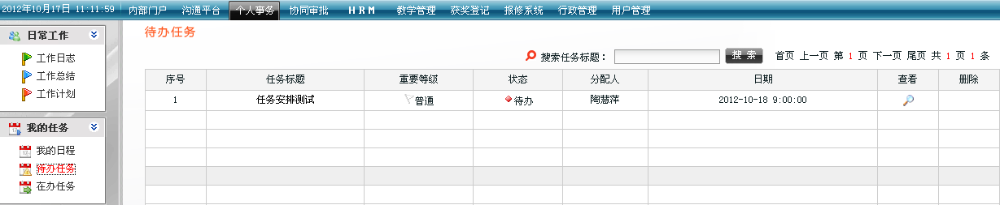 2012年10月17日 11:11:59 内部门户 沟通平台 个人事务 协同审批 HRM 教学管理 获奖登记 报修系统 行政管理 用户管理
日常工作
工作日志
工作总结
工作计划
我的任务
我的日程
待办任务
在办任务
待办任务
搜索任务标题： 搜 索 首页 上一页 第 1 页 下一页 尾页 共 1 页 1 条
序号 任务标题 重要等级 状态 分配人 日期 查看 删除
1 任务安排测试 普通 待办 陶慧萍 2012-10-18 9:00:00